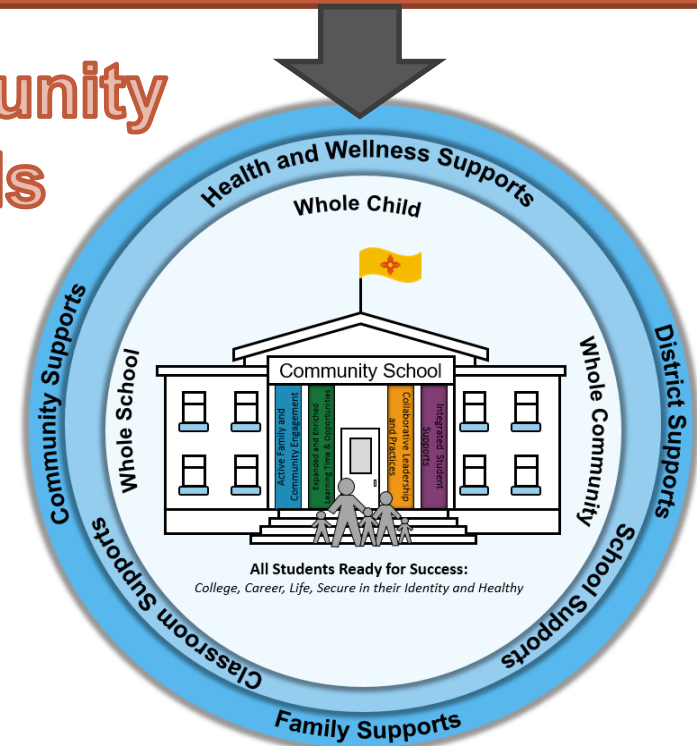 unity
ls
Health and Wellness Supports
Whole Child
Community Supports
Whole School
Whole Community
District Supports
Community School
Active Family and
Community Engagement
Expanded and Enriched
Learning Time & Opportunities
Collaborative Leadership
and Practices
Integrated Student
Supports
All Students Ready for Success:
College, Career, Life, Secure in their Identity and Healthy
Classroom Supports
School Supports
Family Supports